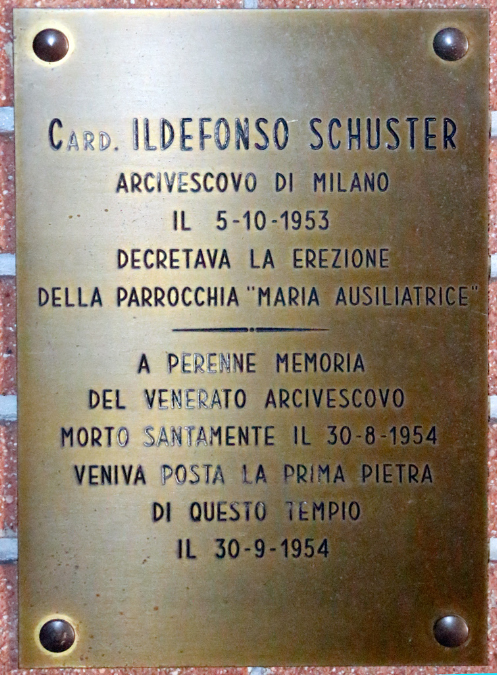 CARD. ILDEFONSO SCHUSTER
ARCIVESCOVO DI MILANO
IL 5-10-1953
DECRETAVA LA EREZIONE
DELLA PARROCCHIA "MARIA AUSILIATRICE"
A PERENNE MEMORIA
DEL VENERATO ARCIVESCOVO
MORTO SANTAMENTE IL 30-8-1954
VENIVA POSTA LA PRIMA PIETRA
DI QUESTO TEMPIO
IL 30-9-1954